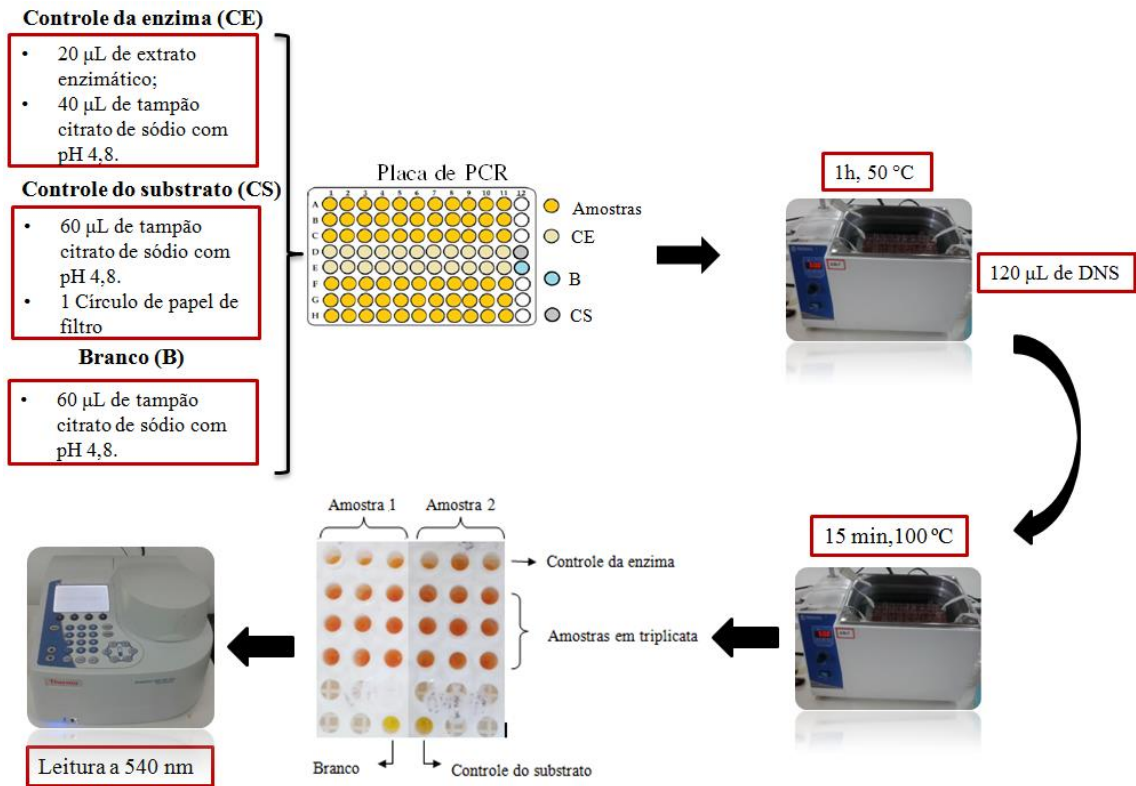 Controle da enzima (CE)
• 20 µL de extrato
enzimático;
• 40 µL de tampão
citrato de sódio com
pH 4,8.
Controle do substrato (CS)
• 60 µL de tampão
citrato de sódio com
pH 4,8.
• 1 Círculo de papel de
filtro
Branco (B)
• 60 µL de tampão
citrato de sódio com
pH 4,8.
Placa de PCR
1 2 3 4 5 6 7 8 9 10 11 12
A
B
C
D
E
F
G
H
Amostras
CE
B
CS
1h, 50 °C
120 µL de DNS
15 min,100 ºC
Amostra 1
Amostra 2
Controle da enzima
Amostras em triplicata
Branco
Controle do substrato
Thermo
Leitura a 540 nm